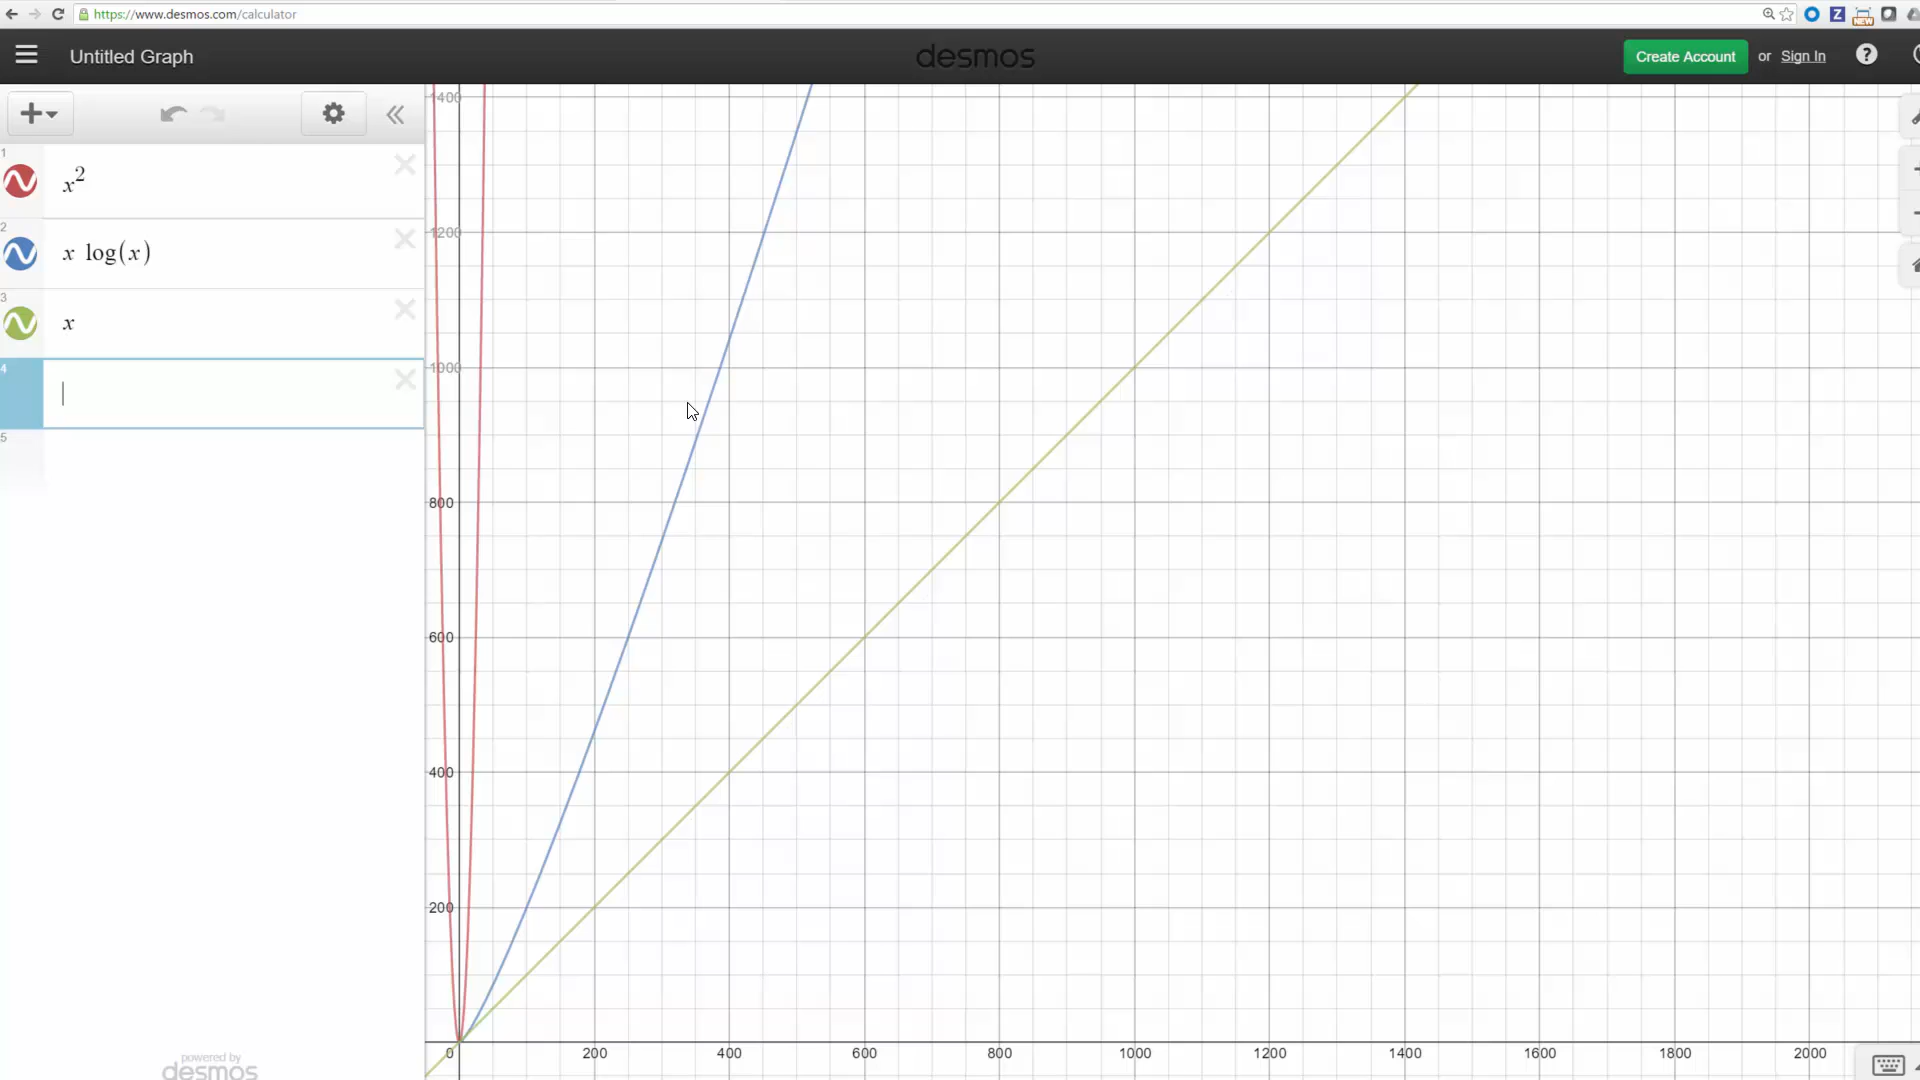 https://www.desmos.com/calculator
Z
NEW
Untitled Graph
desmos
Create Account or Sign In ?
1
x²
2
x log(x)
3
x
4
5
1400
1200
1000
800
600
400
200
0 200 400 600 800 1000 1200 1400 1600 1800 2000
powered by
desmos